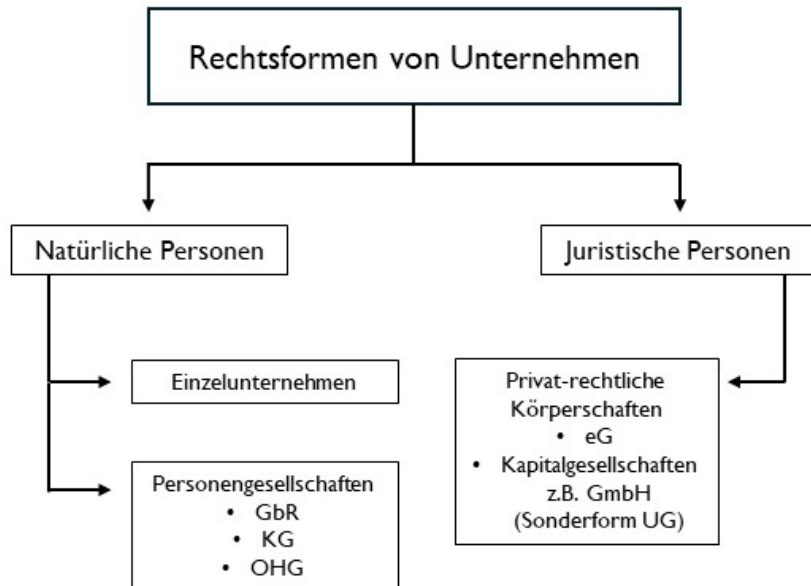 Rechtsformen von Unternehmen
Natürliche Personen
Juristische Personen
Einzelunternehmen
Personengesellschaften
• GbR
• KG
• OHG
Privat-rechtliche
Körperschaften
• eG
• Kapitalgesellschaften
z.B. GmbH
(Sonderform UG)